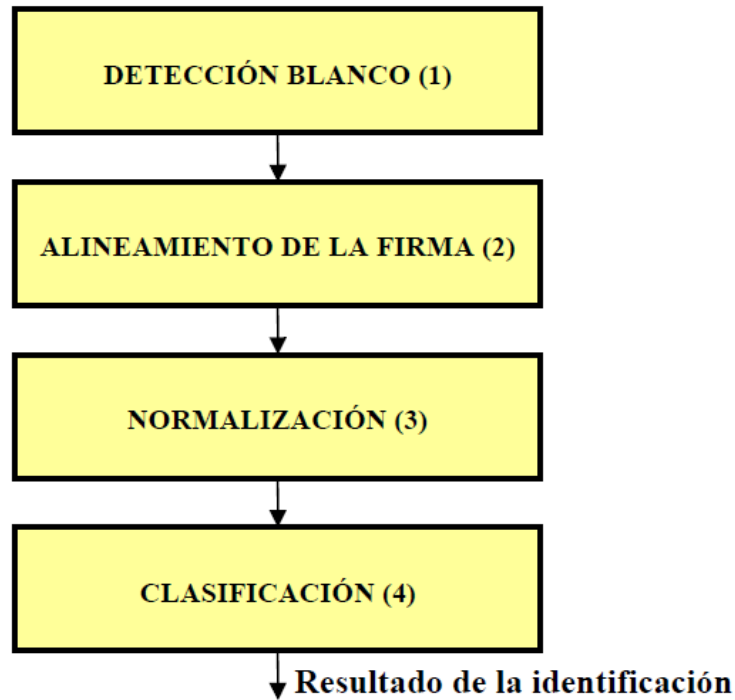 DETECCIÓN BLANCO (1)
ALINEAMIENTO DE LA FIRMA (2)
NORMALIZACIÓN (3)
CLASIFICACIÓN (4)
Resultado de la identificación